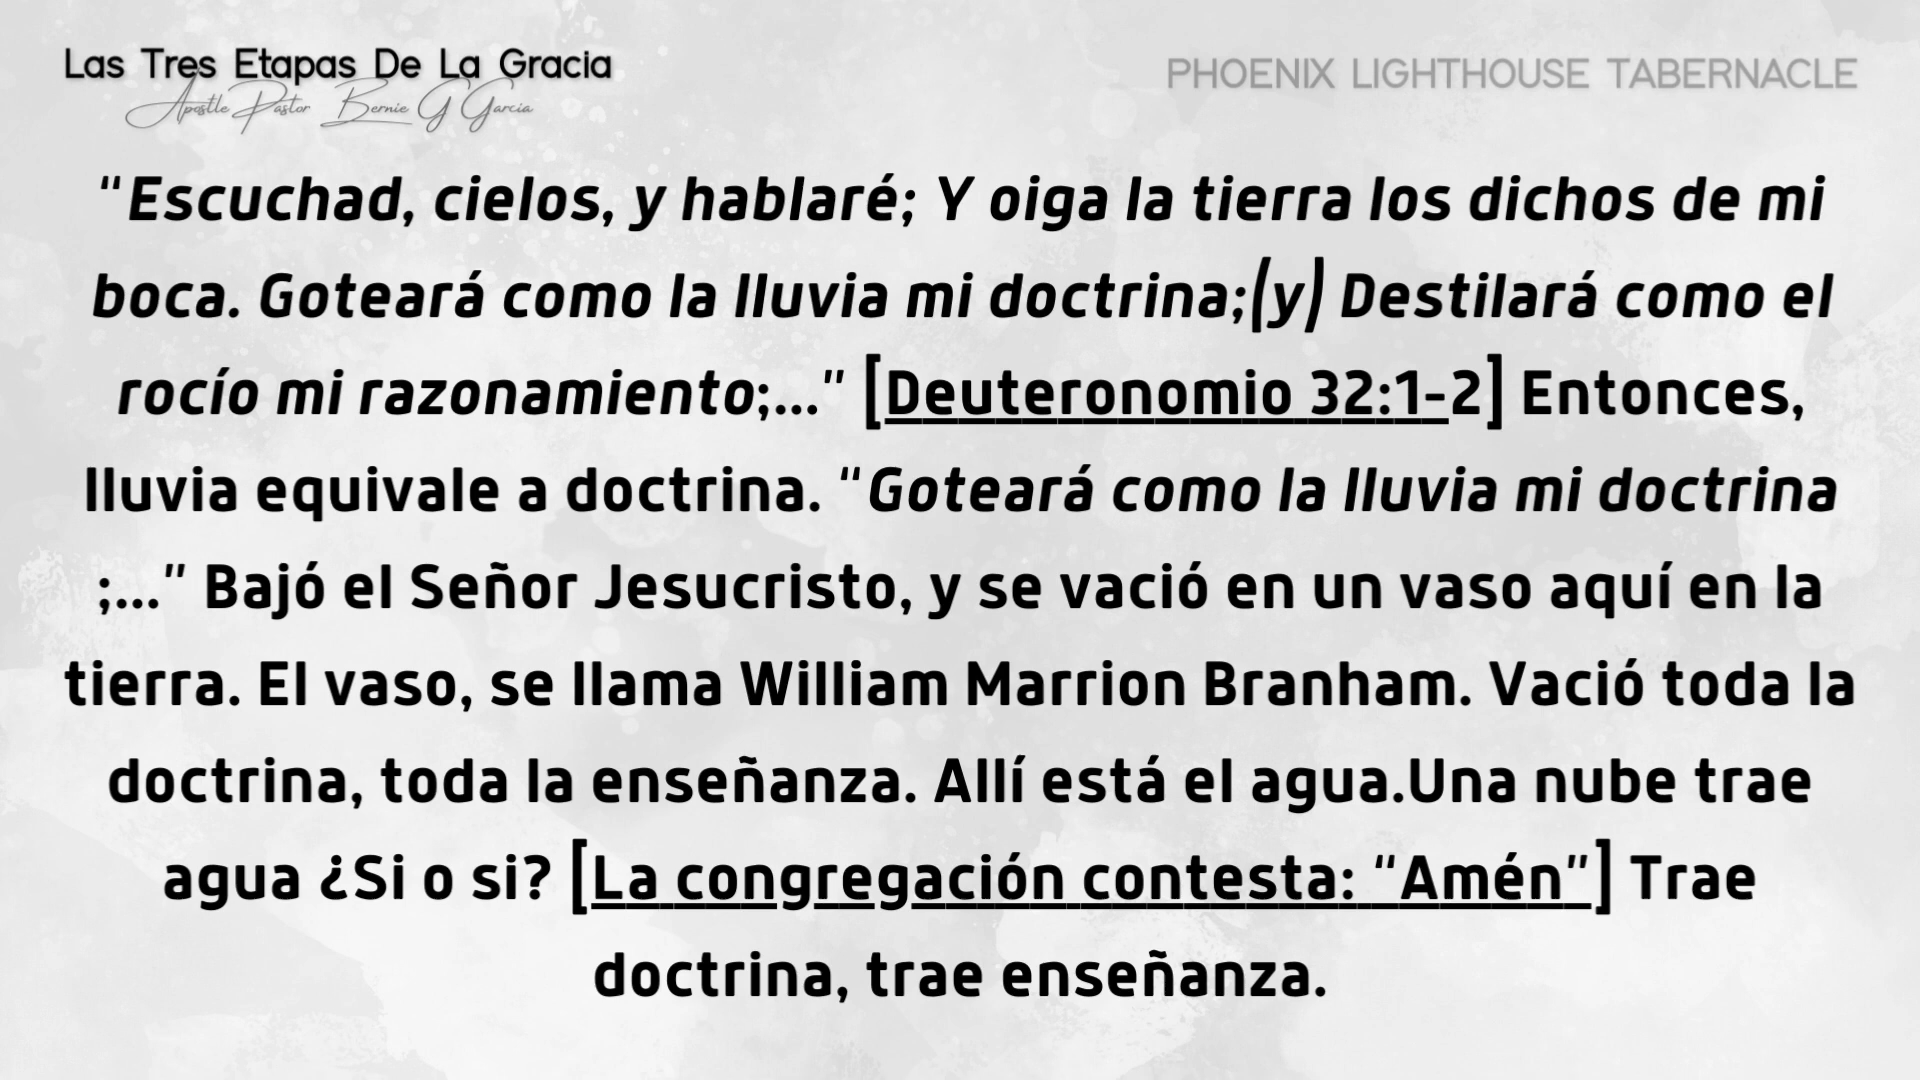 Las Tres Etapas De La Gracia
Apostle Pastor Bernie G Garcia
PHOENIX LIGHTHOUSE TABERNACLE
“Escuchad, cielos, y hablaré; Y oiga la tierra los dichos de mi
boca. Goteará como la lluvia mi doctrina;(y) Destilará como el
rocío mi razonamiento;...” [Deuteronomio 32:1-2] Entonces,
lluvia equivale a doctrina. “Goteará como la lluvia mi doctrina
;...” Bajó el Señor Jesucristo, y se vació en un vaso aquí en la
tierra. El vaso, se llama William Marrion Branham. Vació toda la
doctrina, toda la enseñanza. Allí está el agua.Una nube trae
agua ¿Si o si? [La congregación contesta: “Amén”] Trae
doctrina, trae enseñanza.